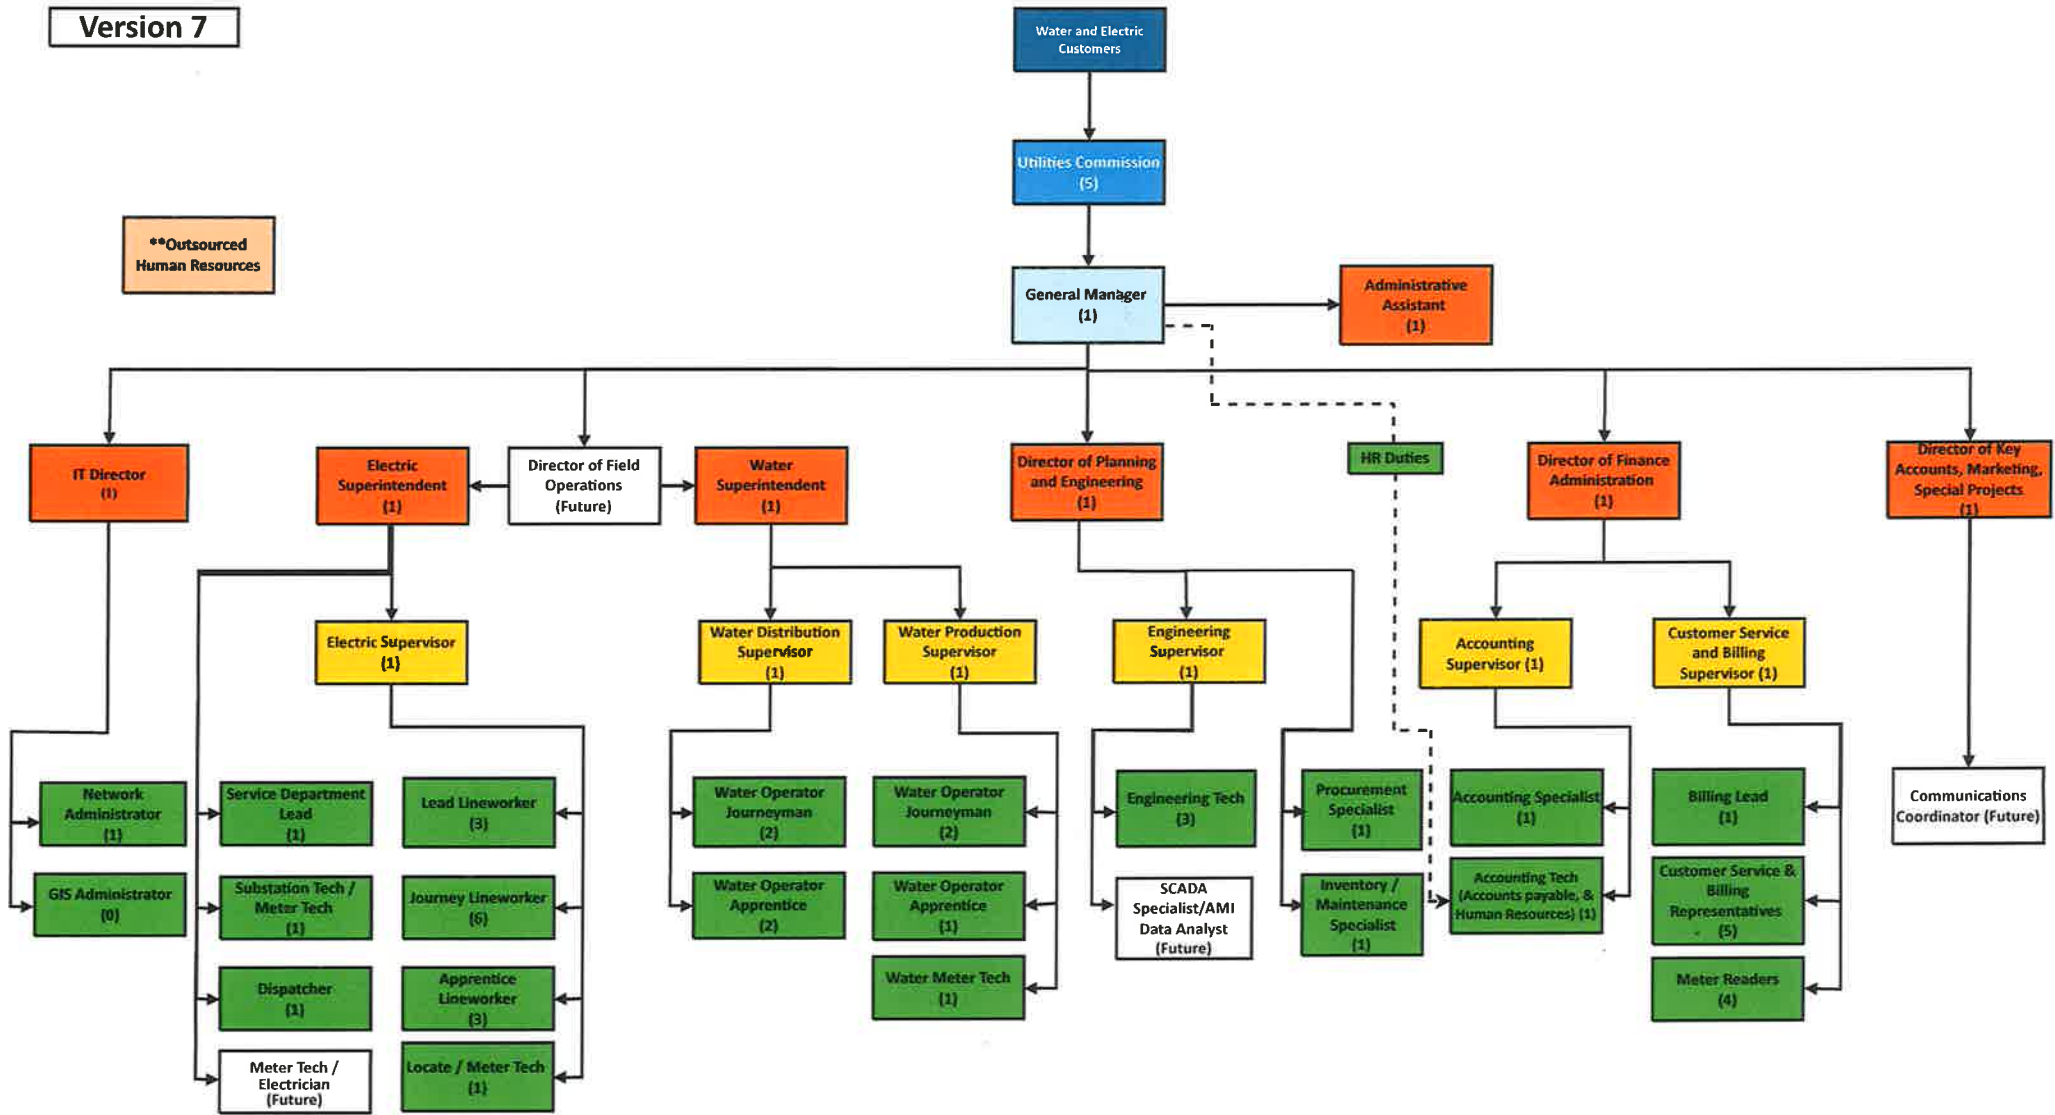 Version 7
Water and Electric
Customers
Utilities Commission
(5)
**Outsourced
Human Resources
General Manager
(1)
Administrative
Assistant
(1)
IT Director
(1)
Electric
Superintendent
(1)
Director of Field
Operations
(Future)
Water
Superintendent
(1)
Director of Planning
and Engineering
(1)
HR Duties
Director of Finance
Administration
(1)
Director of Key
Accounts, Marketing,
Special Projects
(1)
Electric Supervisor
(1)
Water Distribution
Supervisor
(1)
Water Production
Supervisor
(1)
Engineering
Supervisor
(1)
Accounting
Supervisor (1)
Customer Service
and Billing
Supervisor (1)
Network
Administrator
(1)
Service Department
Lead
(1)
Lead Lineworker
(3)
Water Operator
Journeyman
(2)
Water Operator
Journeyman
(2)
Engineering Tech
(3)
Procurement
Specialist
(1)
Accounting Specialist
(1)
Billing Lead
(1)
Communications
Coordinator (Future)
GIS Administrator
(0)
Substation Tech /
Meter Tech
(1)
Journey Lineworker
(6)
Water Operator
Apprentice
(2)
Water Operator
Apprentice
(1)
SCADA
Specialist/AMI
Data Analyst
(Future)
Inventory /
Maintenance
Specialist
(1)
Accounting Tech
(Accounts payable, &
Human Resources) (1)
Customer Service &
Billing
Representatives
(5)
Dispatcher
(1)
Apprentice
Lineworker
(3)
Water Meter Tech
(1)
Meter Readers
(4)
Meter Tech /
Electrician
(Future)
Locate / Meter Tech
(1)